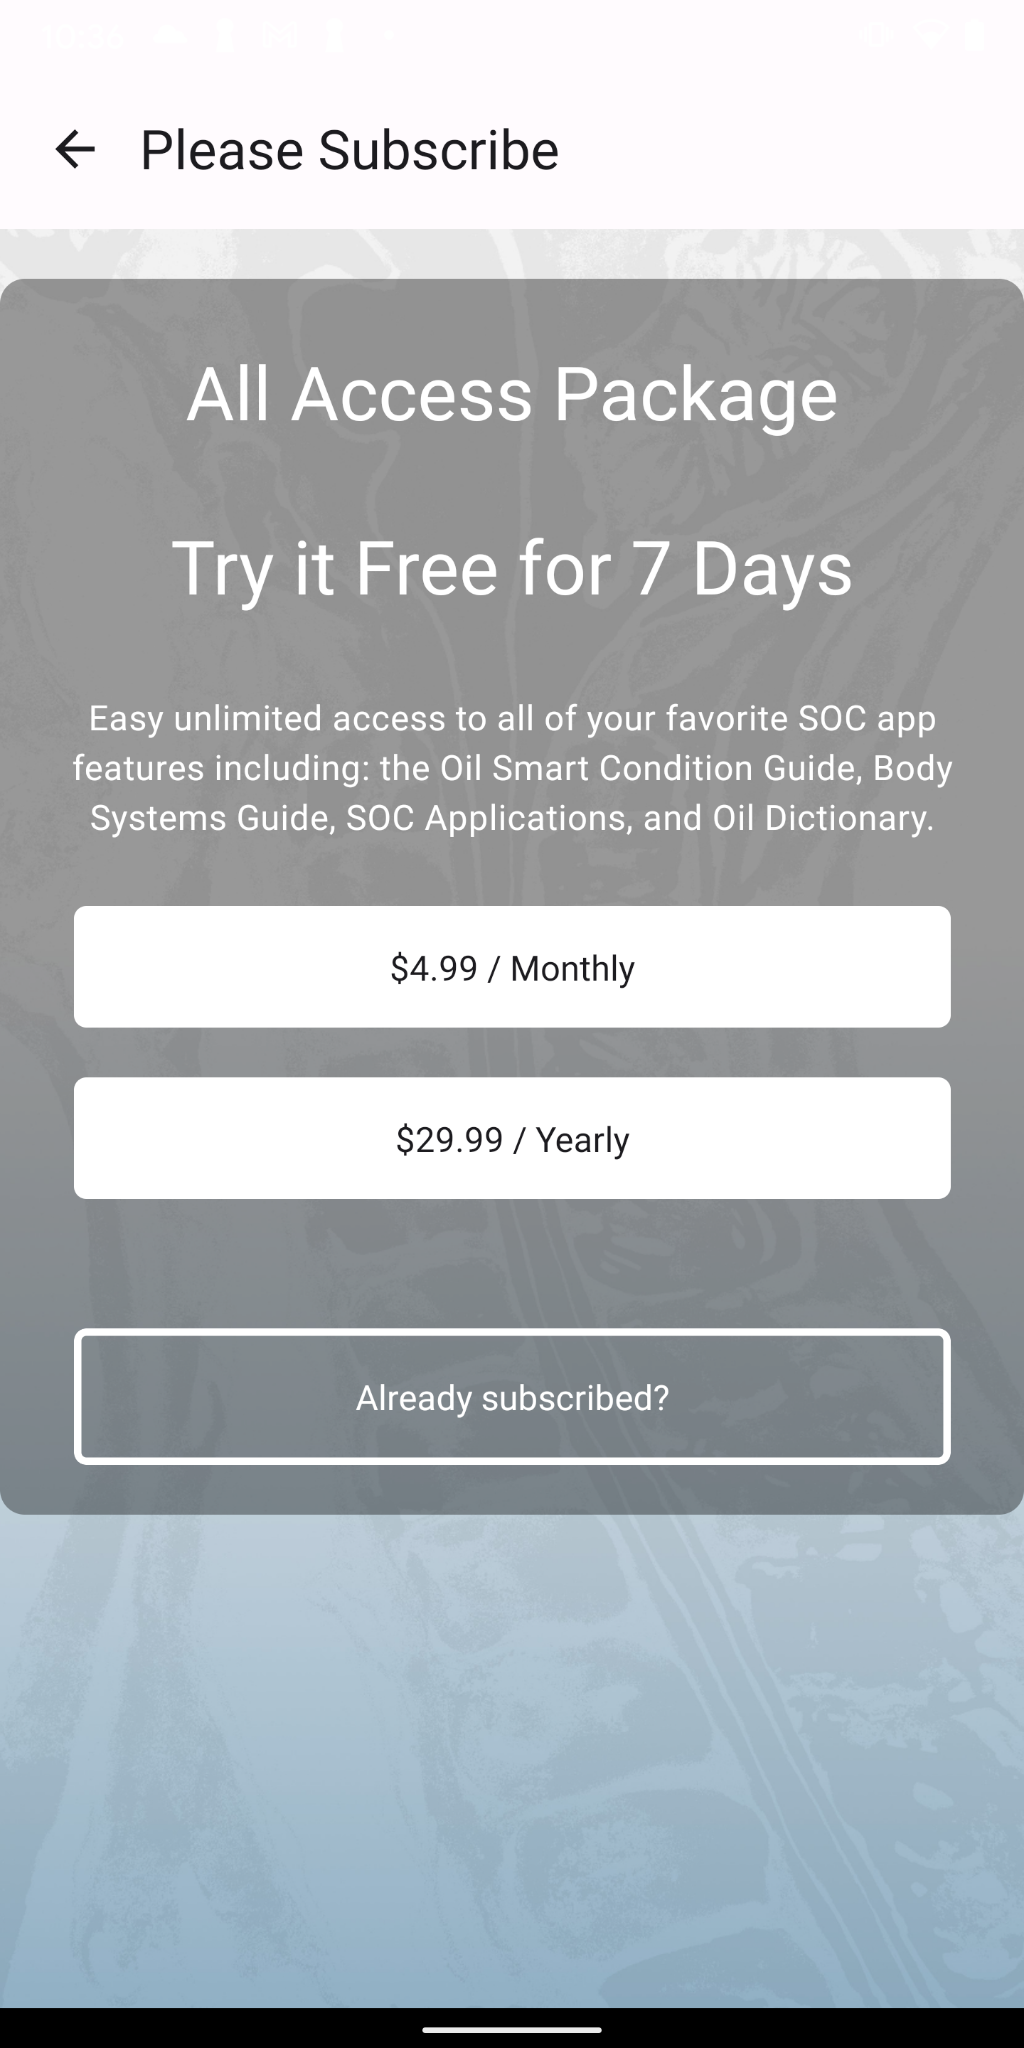 Please Subscribe
All Access Package
Try it Free for 7 Days
Easy unlimited access to all of your favorite SOC app
features including: the Oil Smart Condition Guide, Body
Systems Guide, SOC Applications, and Oil Dictionary.
$4.99 / Monthly
$29.99 / Yearly
Already subscribed?